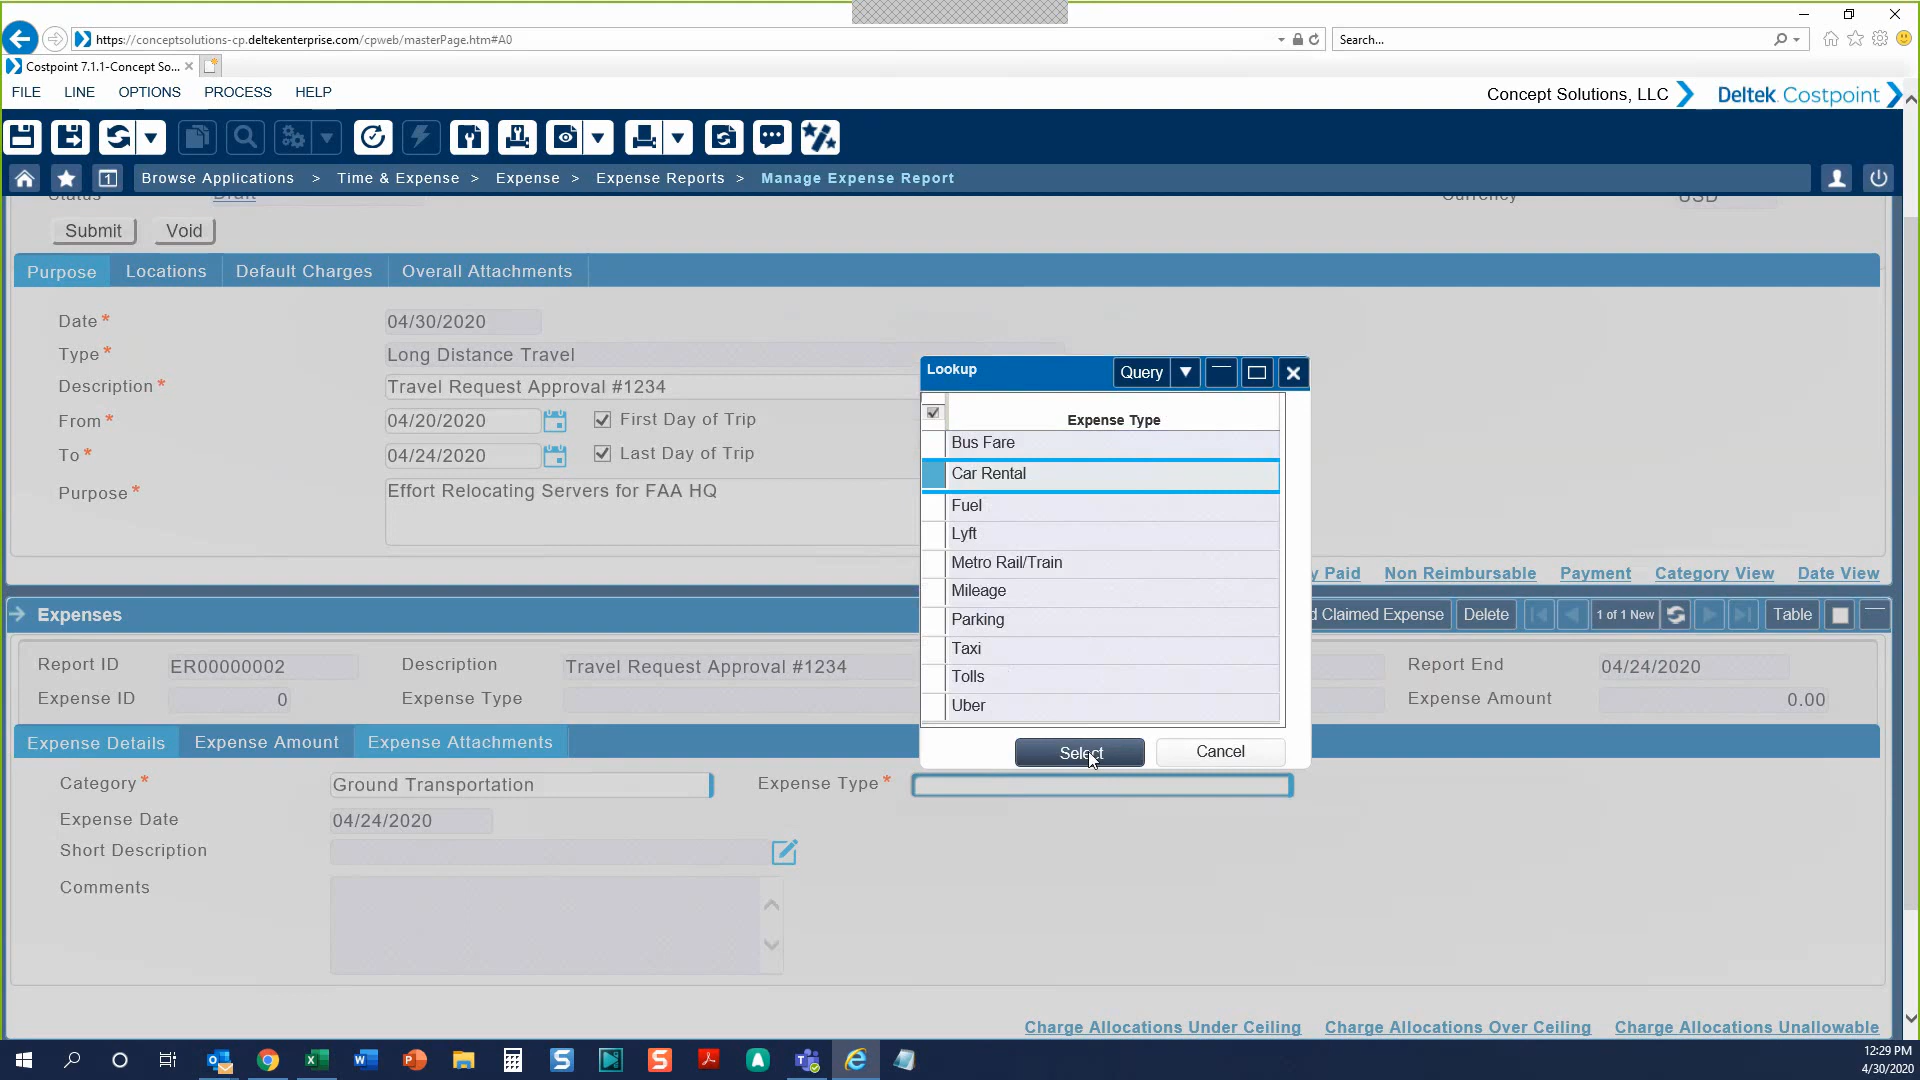 https://conceptsolutions-cp.deltekenterprise.com/cpweb/masterPage.htm#A0
Search...
Costpoint 7.1.1-Concept So...
FILE LINE OPTIONS PROCESS HELP
Concept Solutions, LLC
Deltek Costpoint
Browse Applications > Time & Expense > Expense > Expense Reports > Manage Expense Report
Status Draft Currency USD
Submit Void
Purpose Locations Default Charges Overall Attachments
Date * 04/30/2020
Type * Long Distance Travel
Description * Travel Request Approval #1234
From * 04/20/2020 First Day of Trip
To * 04/24/2020 Last Day of Trip
Purpose * Effort Relocating Servers for FAA HQ
Lookup Query
Expense Type
Bus Fare
Car Rental
Fuel
Lyft
Metro Rail/Train
Mileage
Parking
Taxi
Tolls
Uber
Select Cancel
y Paid Non Reimbursable Payment Category View Date View
Expenses d Claimed Expense Delete 1 of 1 New Table
Report ID ER00000002 Description Travel Request Approval #1234 Report End 04/24/2020
Expense ID 0 Expense Type Expense Amount 0.00
Expense Details Expense Amount Expense Attachments
Category * Ground Transportation Expense Type *
Expense Date 04/24/2020
Short Description
Comments
Charge Allocations Under Ceiling Charge Allocations Over Ceiling Charge Allocations Unallowable
12:29 PM
4/30/2020